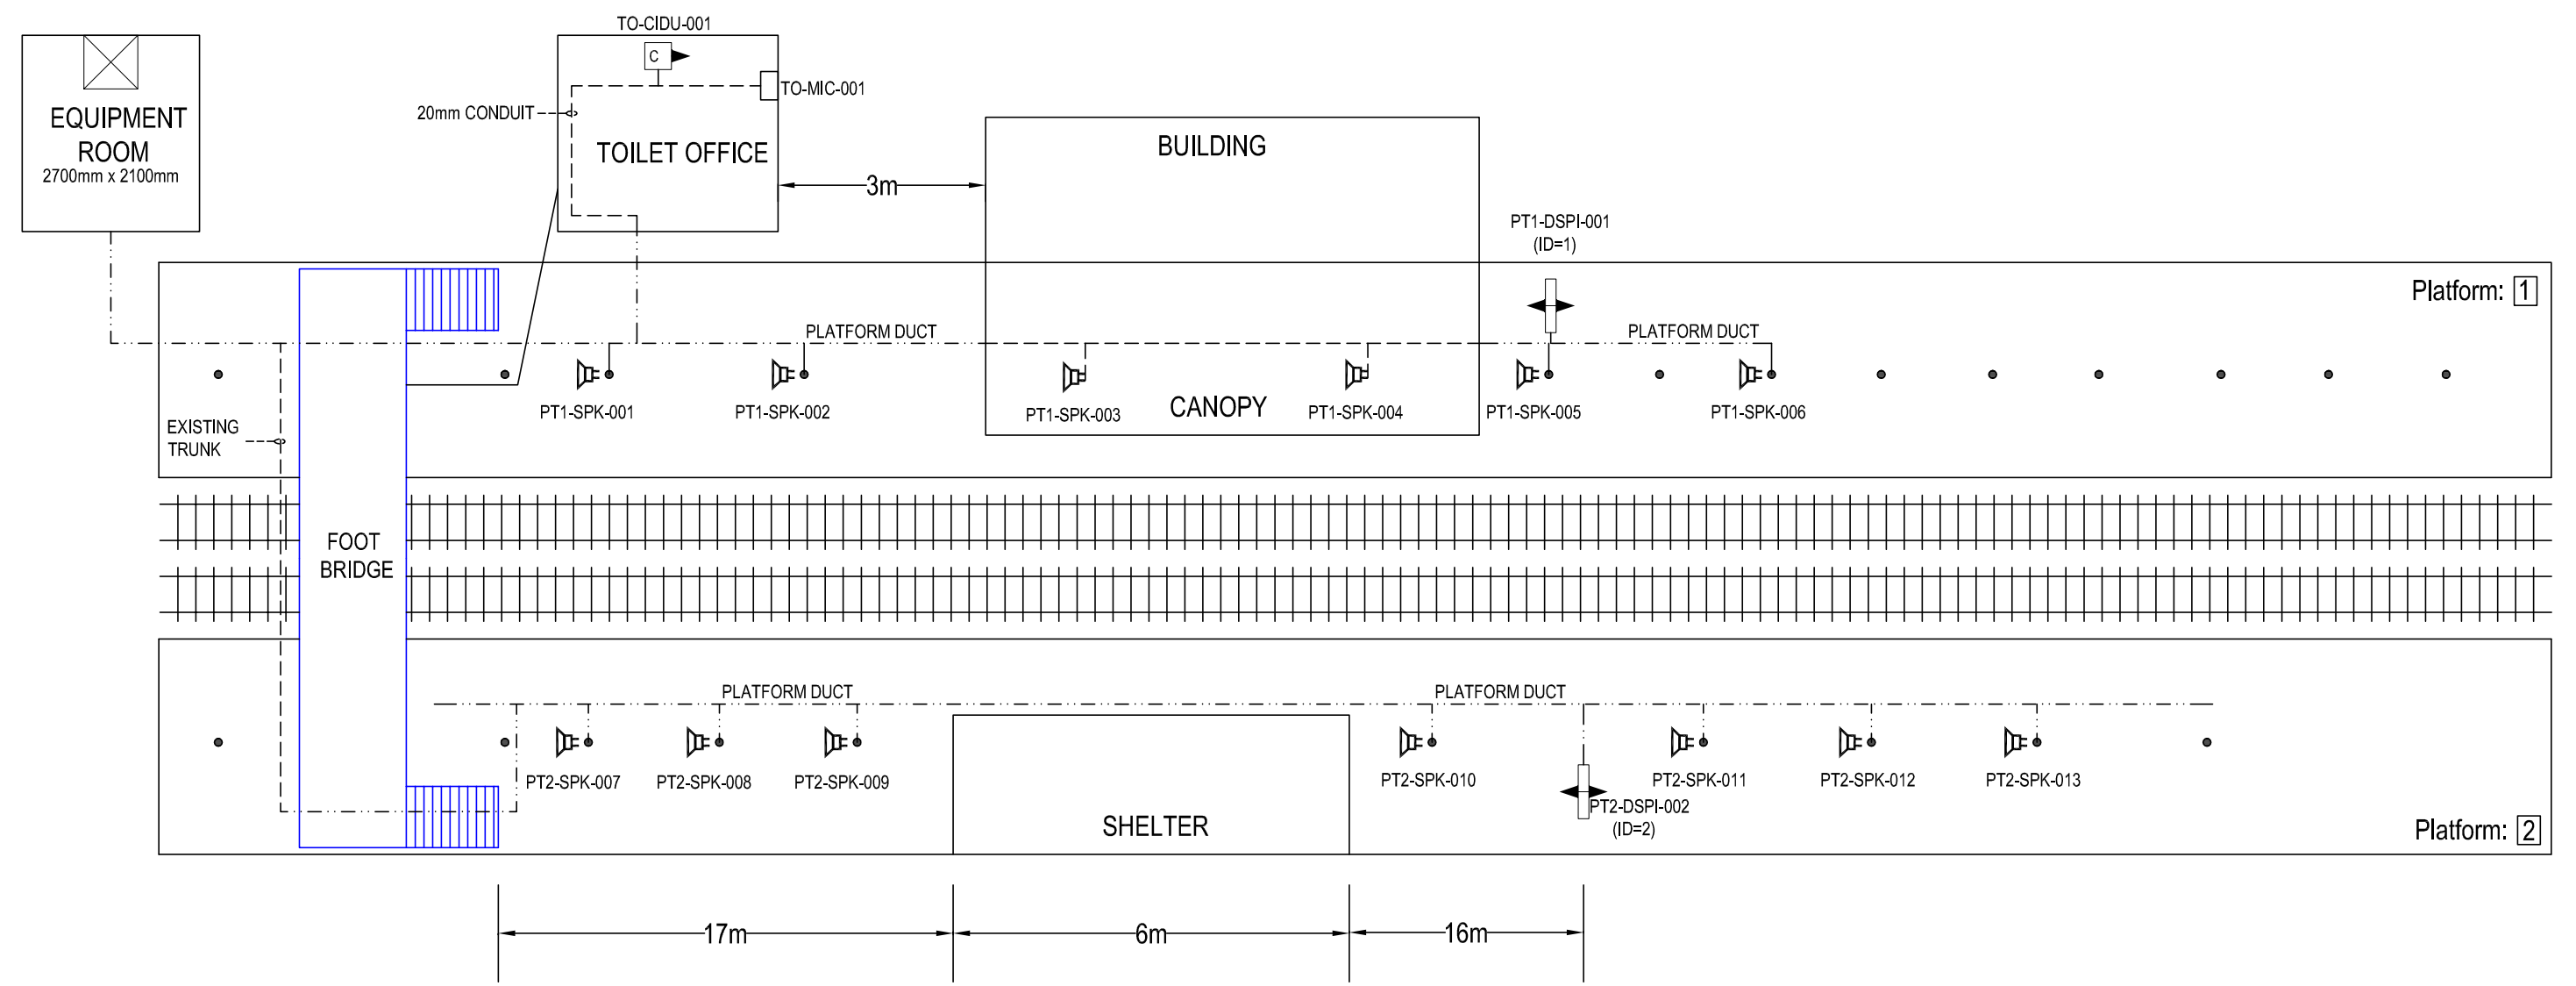 TO-CIDU-001
C
TO-MIC-001
20mm CONDUIT
EQUIPMENT
ROOM
2700mm x 2100mm
TOILET OFFICE
BUILDING
3m
PT1-DSPI-001
(ID=1)
Platform: 1
PLATFORM DUCT
PLATFORM DUCT
PT1-SPK-001
PT1-SPK-002
PT1-SPK-003
CANOPY
PT1-SPK-004
PT1-SPK-005
PT1-SPK-006
EXISTING
TRUNK
FOOT
BRIDGE
PLATFORM DUCT
PLATFORM DUCT
PT2-SPK-007
PT2-SPK-008
PT2-SPK-009
PT2-SPK-010
PT2-SPK-011
PT2-SPK-012
PT2-SPK-013
PT2-DSPI-002
(ID=2)
SHELTER
Platform: 2
17m
6m
16m